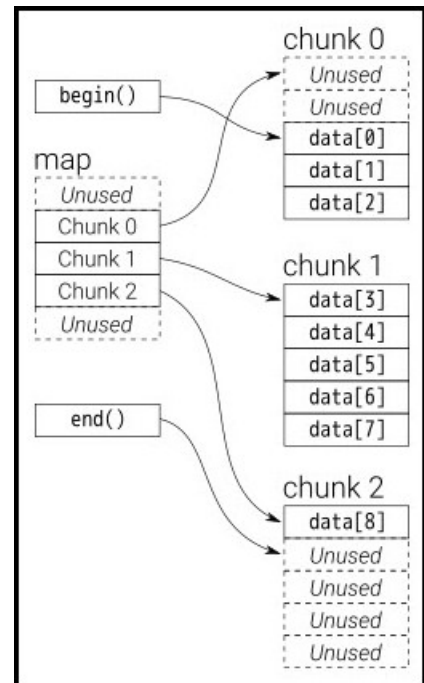 begin()
map
Unused
Chunk 0
Chunk 1
Chunk 2
Unused
end()
chunk 0
Unused
Unused
data[0]
data[1]
data[2]
chunk 1
data[3]
data[4]
data[5]
data[6]
data[7]
chunk 2
data[8]
Unused
Unused
Unused
Unused